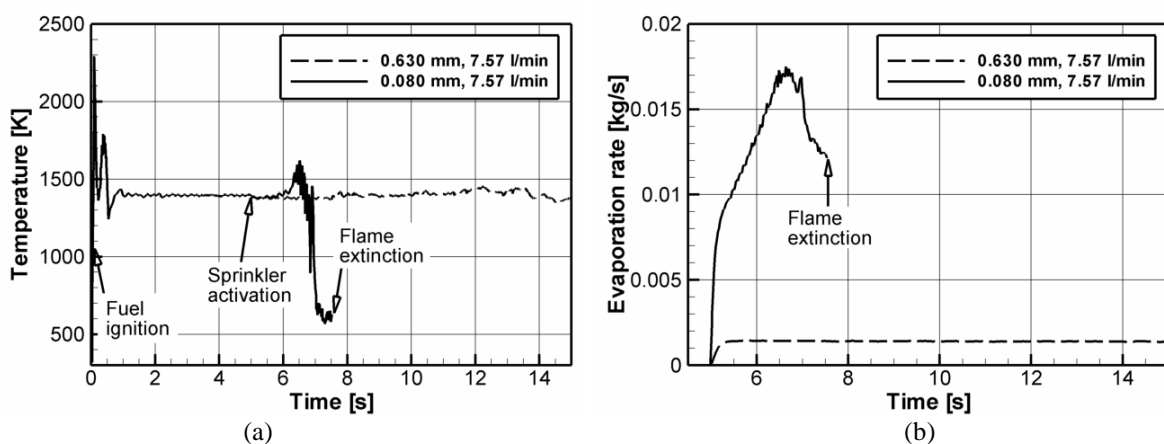 2500
2000
1500
1000
500
Temperature [K]
0.630 mm, 7.57 l/min
0.080 mm, 7.57 l/min
Fuel
ignition
Sprinkler
activation
Flame
extinction
0 2 4 6 8 10 12 14
Time [s]
(a)
0.02
0.015
0.01
0.005
0
Evaporation rate [kg/s]
0.630 mm, 7.57 l/min
0.080 mm, 7.57 l/min
Flame
extinction
6 8 10 12 14
Time [s]
(b)